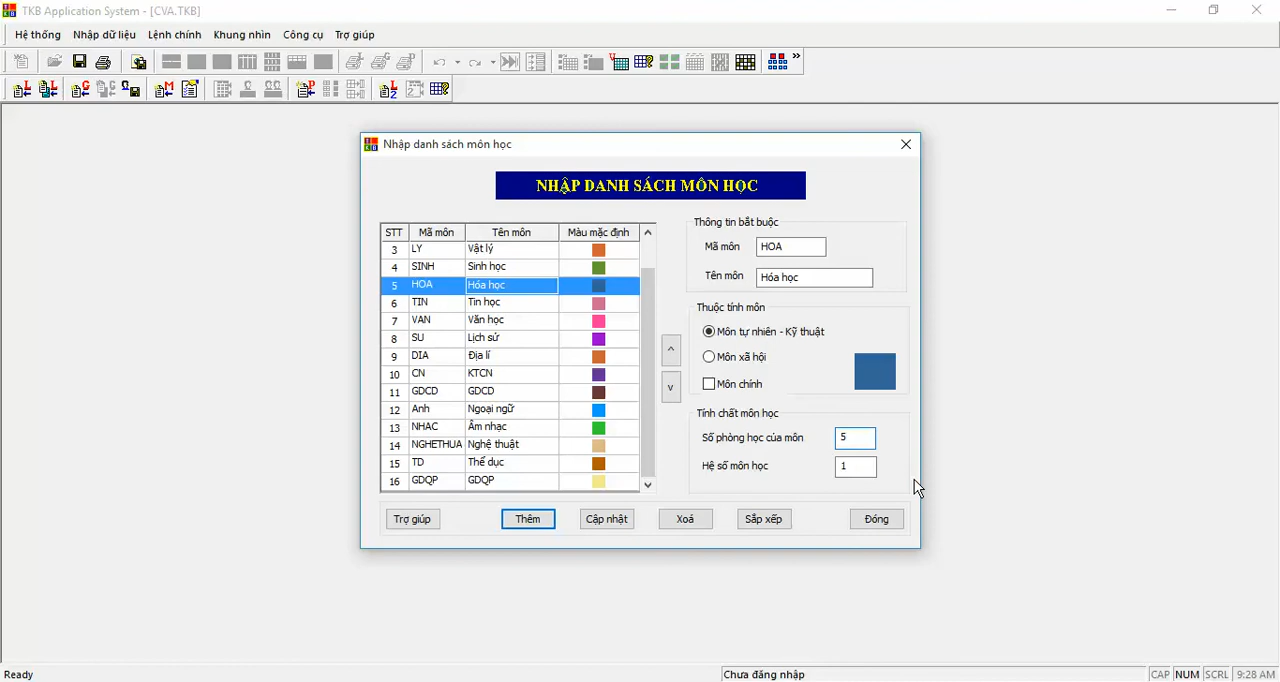 TKB Application System - [CVA.TKB]
Hệ thống Nhập dữ liệu Lệnh chính Khung nhìn Công cụ Trợ giúp
Nhập danh sách môn học
NHẬP DANH SÁCH MÔN HỌC
STT Mã môn Tên môn Màu mặc định
3 LY Vật lý
4 SINH Sinh học
5 HOA Hóa học
6 TIN Tin học
7 VAN Văn học
8 SU Lịch sử
9 DIA Địa lí
10 CN KTCN
11 GDCD GDCD
12 Anh Ngoại ngữ
13 NHAC Âm nhạc
14 NGHETHUA Nghệ thuật
15 TD Thể dục
16 GDQP GDQP
Thông tin bắt buộc
Mã môn HOA
Tên môn Hóa học
Thuộc tính môn
Môn tự nhiên - Kỹ thuật
Môn xã hội
Môn chính
Tính chất môn học
Số phòng học của môn 5
Hệ số môn học 1
Trợ giúp Thêm Cập nhật Xoá Sắp xếp Đóng
Ready Chưa đăng nhập CAP NUM SCRL 9:28 AM